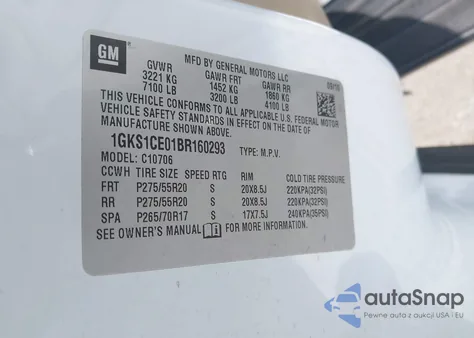 GM
MFD BY GENERAL MOTORS LLC
GVWR GAWR FRT GAWR RR
3221 KG 1452 KG 1860 KG
7100 LB 3200 LB 4100 LB
THIS VEHICLE CONFORMS TO ALL APPLICABLE U.S. FEDERAL MOTOR
VEHICLE SAFETY AND THEFT PREVENTION STANDARDS IN EFFECT ON THE DATE OF
MANUFACTURE SHOWN ABOVE.
1GKS1CE01BR160293 TYPE: M.P.V.
MODEL: C10706
CCWH TIRE SIZE SPEED RTG RIM COLD TIRE PRESSURE
FRT P275/55R20 S 20X8.5J 220KPA(32PSI)
RR P275/55R20 S 20X8.5J 220KPA(32PSI)
SPA P265/70R17 S 17X7.5J 240KPA(35PSI)
SEE OWNER'S MANUAL FOR MORE INFORMATION.
autoSnap
Pewne auta z aukcji USA i EU